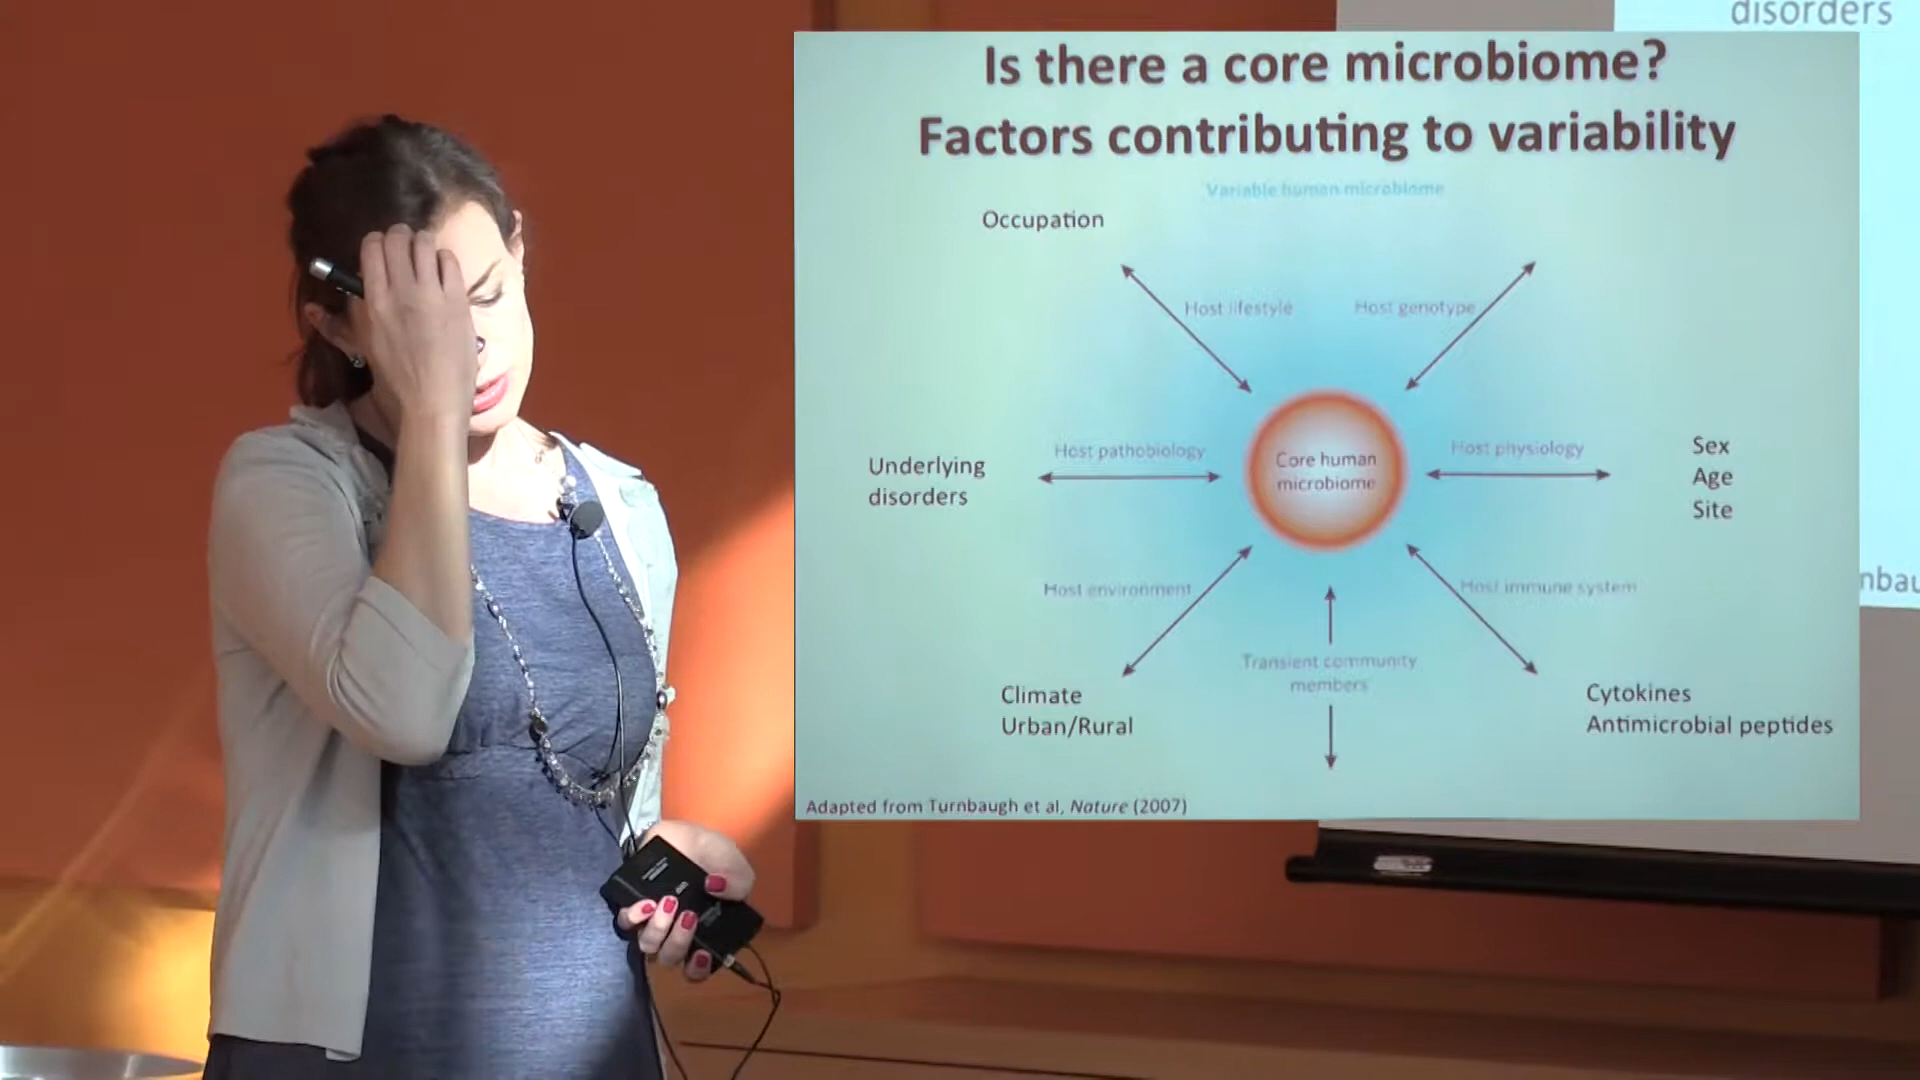 disorders
Is there a core microbiome?
Factors contributing to variability
Variable human microbiome
Occupation
Host lifestyle
Host genotype
Host pathobiology
Host physiology
Underlying
disorders
Core human
microbiome
Sex
Age
Site
Host environment
Host immune system
nbau
Transient community
members
Climate
Urban/Rural
Cytokines
Antimicrobial peptides
Adapted from Turnbaugh et al, Nature (2007)